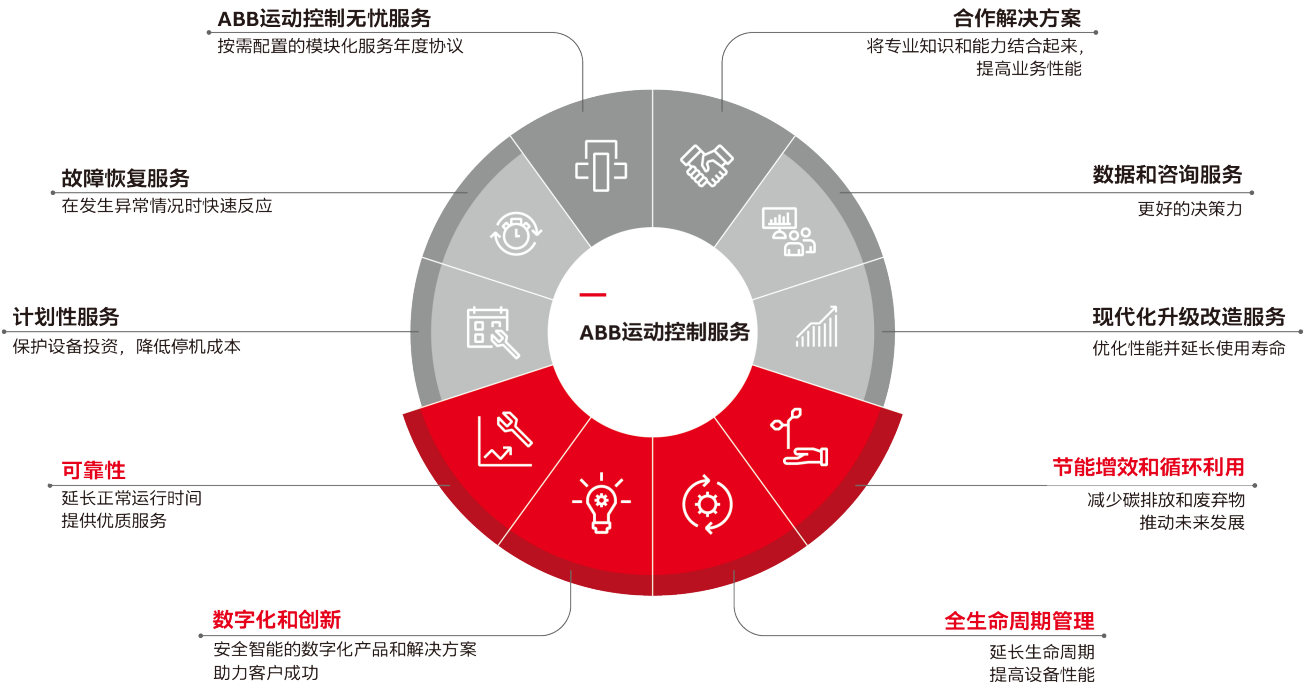 ABB运动控制无忧服务
按需配置的模块化服务年度协议
合作解决方案
将专业知识和能力结合起来，
提高业务性能
故障恢复服务
在发生异常情况时快速反应
数据和咨询服务
更好的决策力
计划性服务
保护设备投资，降低停机成本
ABB运动控制服务
现代化升级改造服务
优化性能并延长使用寿命
可靠性
延长正常运行时间
提供优质服务
节能增效和循环利用
减少碳排放和废弃物
推动未来发展
数字化和创新
安全智能的数字化产品和解决方案
助力客户成功
全生命周期管理
延长生命周期
提高设备性能